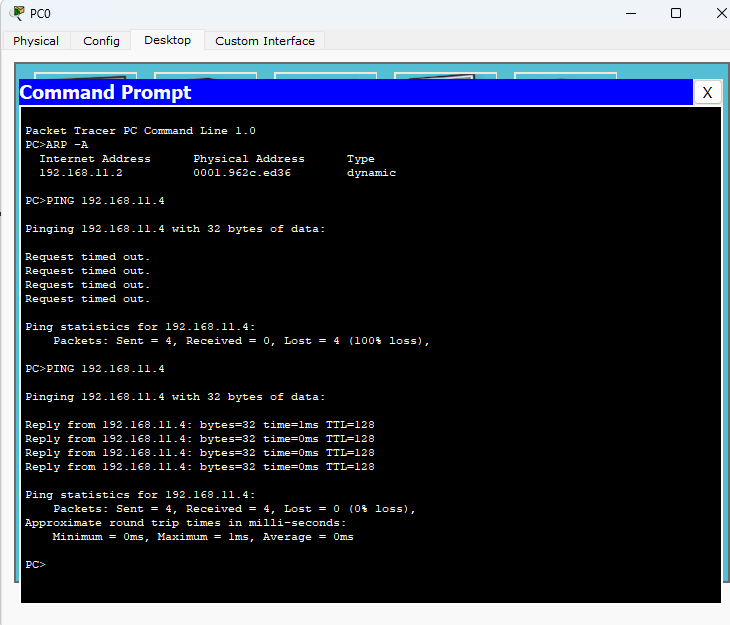 PC0
Physical Config Desktop Custom Interface
Command Prompt X
Packet Tracer PC Command Line 1.0
PC>ARP -A
  Internet Address      Physical Address      Type
  192.168.11.2          0001.962c.ed36        dynamic
PC>PING 192.168.11.4
Pinging 192.168.11.4 with 32 bytes of data:
Request timed out.
Request timed out.
Request timed out.
Request timed out.
Ping statistics for 192.168.11.4:
    Packets: Sent = 4, Received = 0, Lost = 4 (100% loss),
PC>PING 192.168.11.4
Pinging 192.168.11.4 with 32 bytes of data:
Reply from 192.168.11.4: bytes=32 time=1ms TTL=128
Reply from 192.168.11.4: bytes=32 time=0ms TTL=128
Reply from 192.168.11.4: bytes=32 time=0ms TTL=128
Reply from 192.168.11.4: bytes=32 time=0ms TTL=128
Ping statistics for 192.168.11.4:
    Packets: Sent = 4, Received = 4, Lost = 0 (0% loss),
Approximate round trip times in milli-seconds:
    Minimum = 0ms, Maximum = 1ms, Average = 0ms
PC>